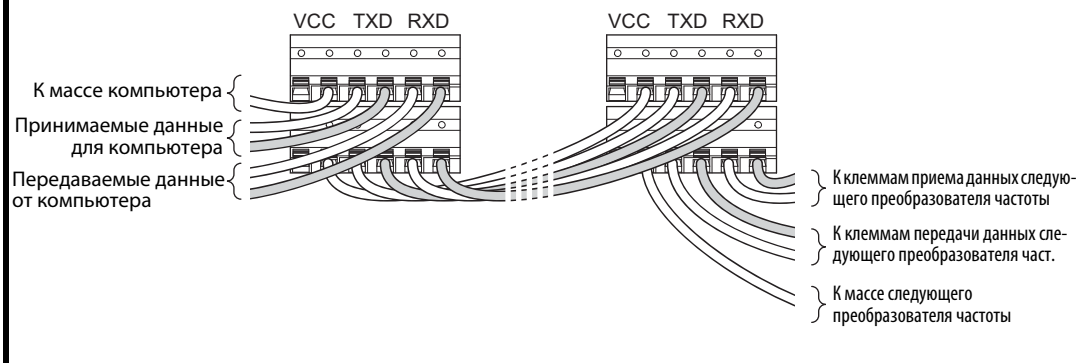 VCC TXD RXD
VCC TXD RXD
К массе компьютера
Принимаемые данные
для компьютера
Передаваемые данные
от компьютера
К клеммам приема данных следую-
щего преобразователя частоты
К клеммам передачи данных сле-
дующего преобразователя част.
К массе следующего
преобразователя частоты